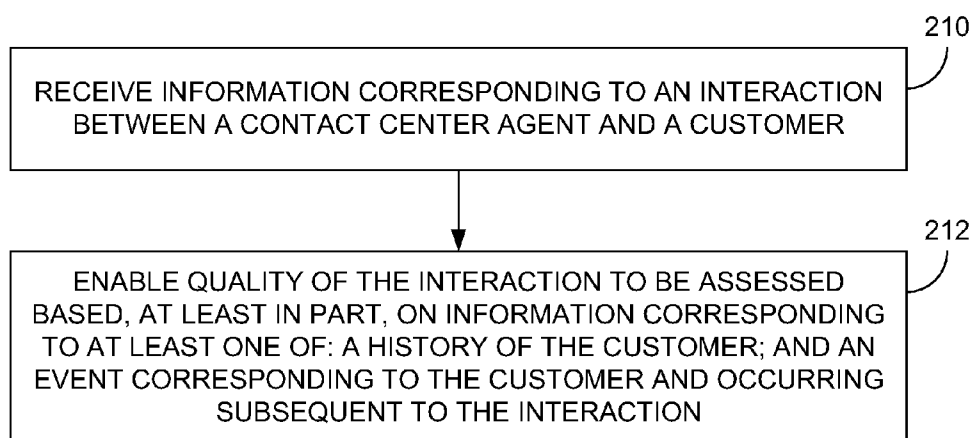 210
RECEIVE INFORMATION CORRESPONDING TO AN INTERACTION
BETWEEN A CONTACT CENTER AGENT AND A CUSTOMER
212
ENABLE QUALITY OF THE INTERACTION TO BE ASSESSED
BASED, AT LEAST IN PART, ON INFORMATION CORRESPONDING
TO AT LEAST ONE OF: A HISTORY OF THE CUSTOMER; AND AN
EVENT CORRESPONDING TO THE CUSTOMER AND OCCURRING
SUBSEQUENT TO THE INTERACTION